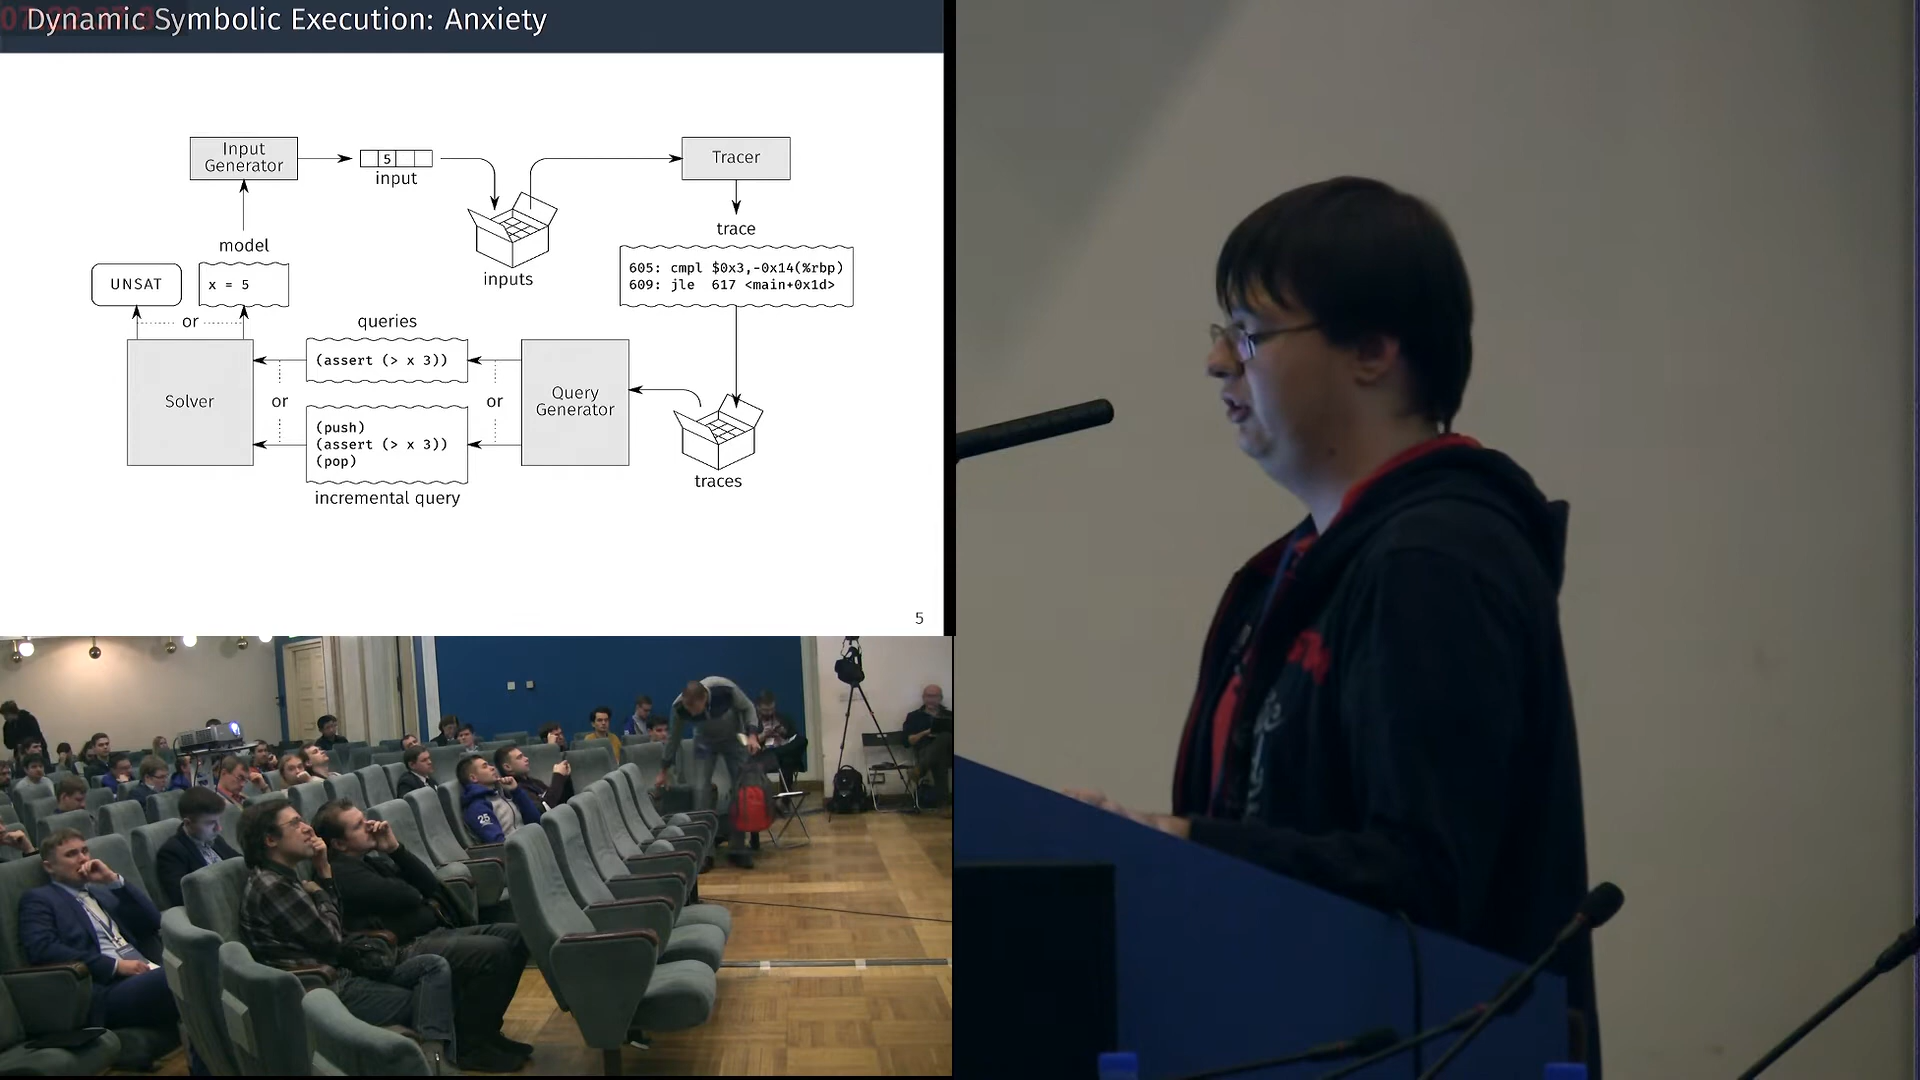 Dynamic Symbolic Execution: Anxiety
Input
Generator
5
input
Tracer
trace
model
605: cmpl $0x3,-0x14(%rbp)
609: jle 617 <main+0x1d>
inputs
UNSAT
x = 5
or
queries
(assert (> x 3))
Solver
or
or
Query
Generator
(push)
(assert (> x 3))
(pop)
incremental query
traces
5
25